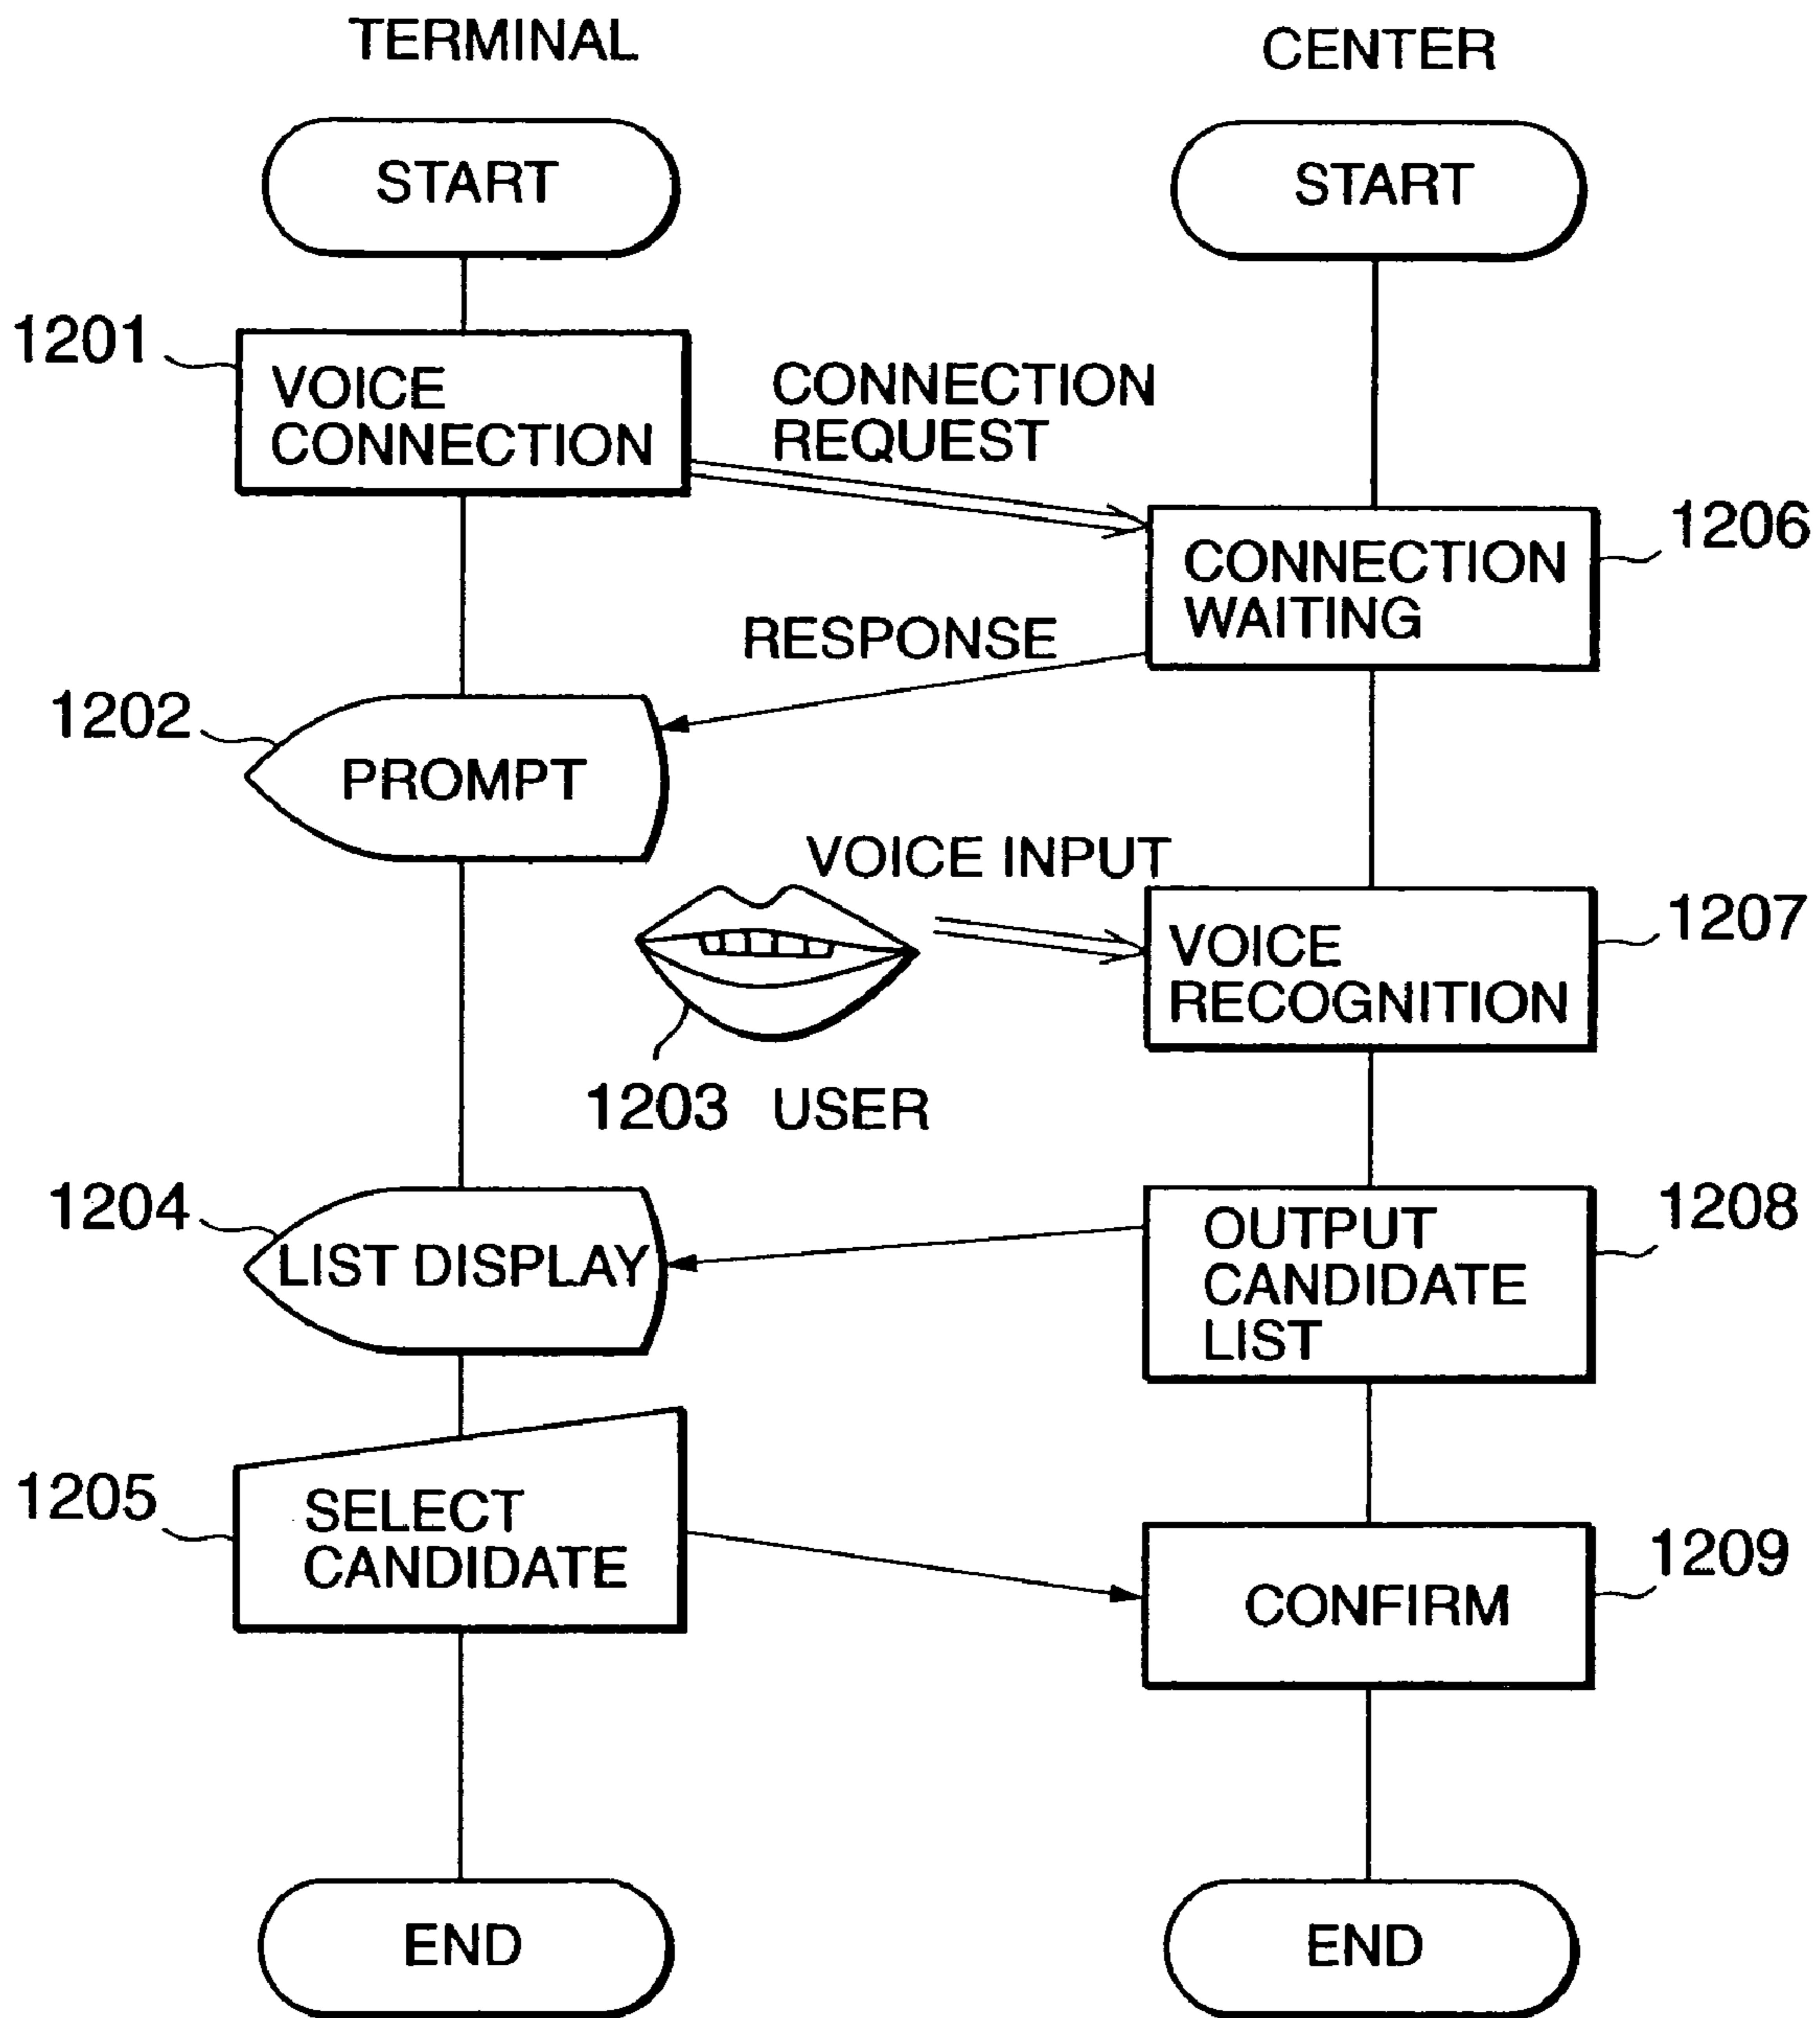 TERMINAL
CENTER
START
START
1201
VOICE
CONNECTION
CONNECTION
REQUEST
1206
CONNECTION
WAITING
RESPONSE
1202
PROMPT
VOICE INPUT
1207
VOICE
RECOGNITION
1203 USER
1204
LIST DISPLAY
1208
OUTPUT
CANDIDATE
LIST
1205
SELECT
CANDIDATE
1209
CONFIRM
END
END